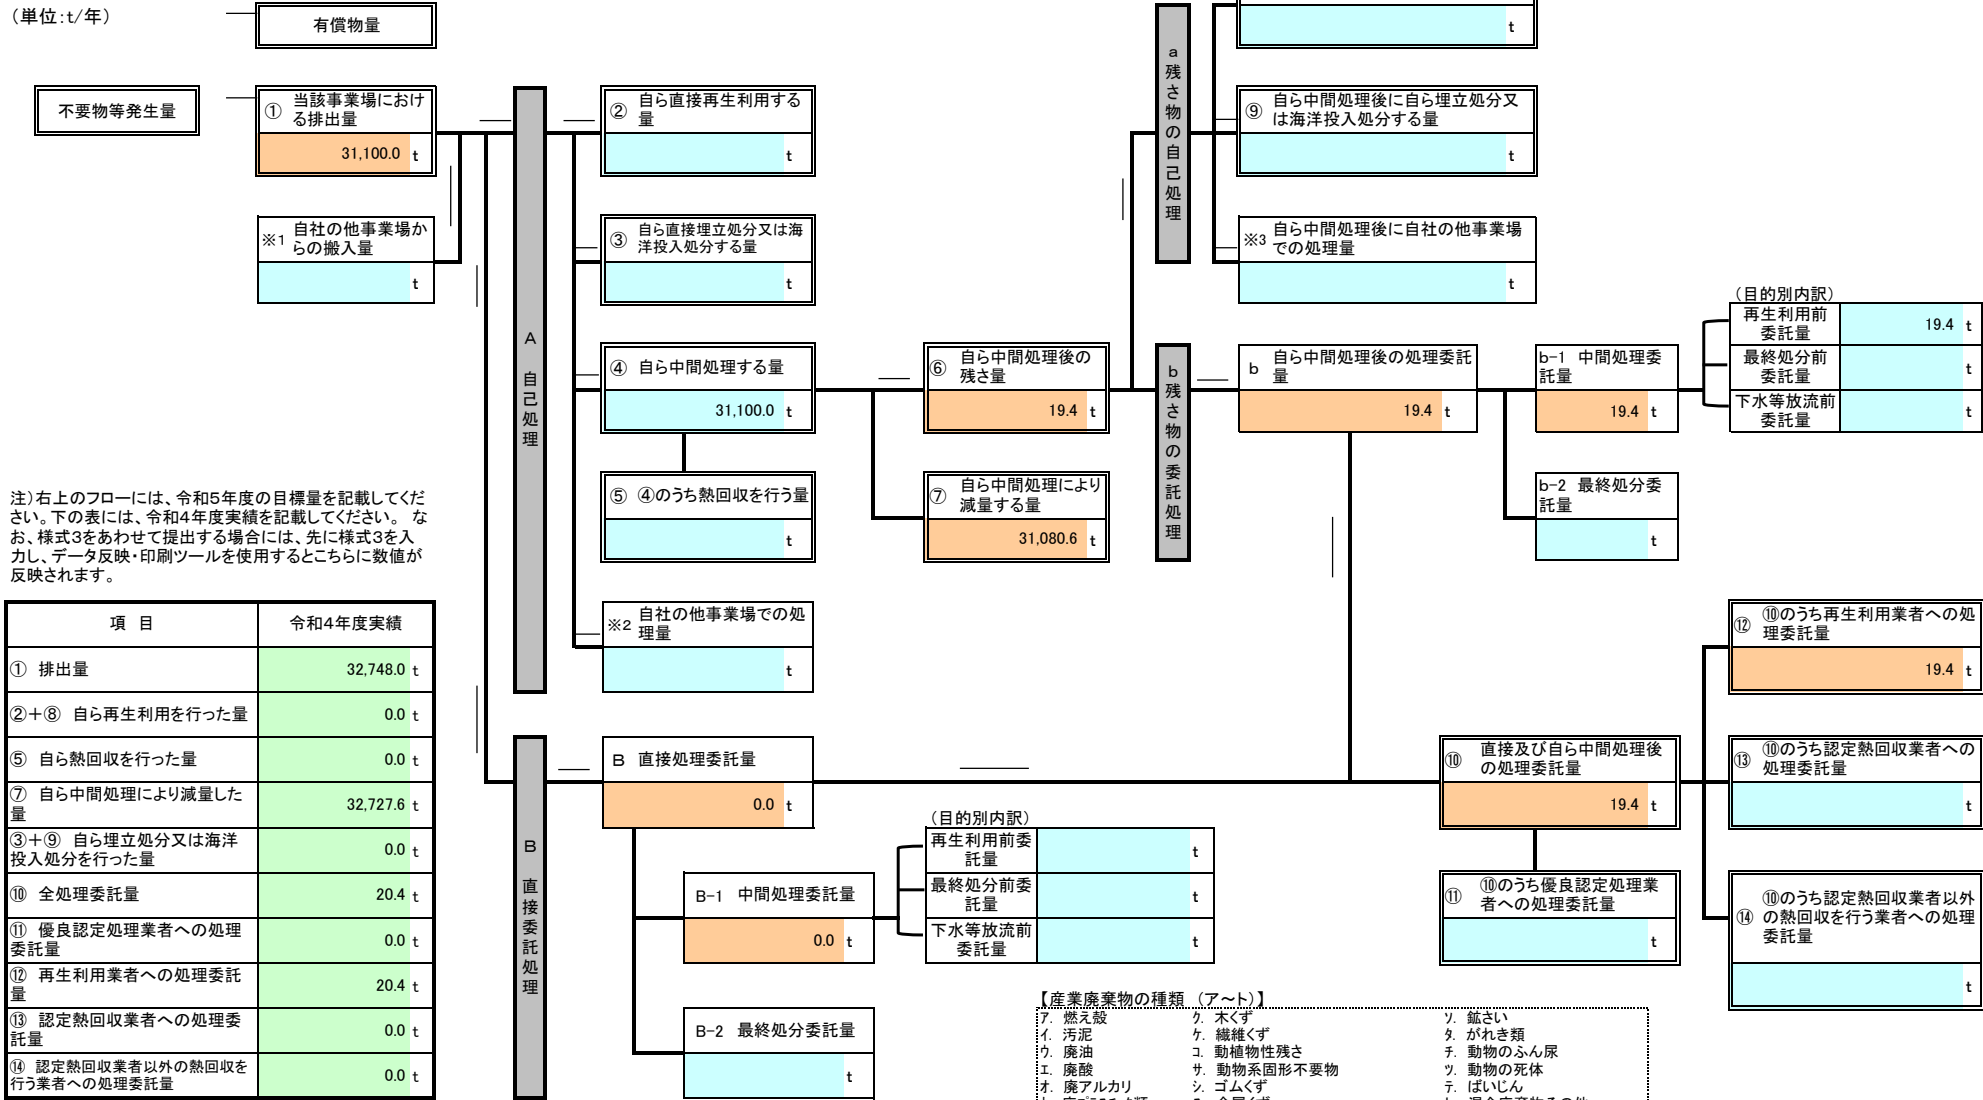 （単位：t/年）
有償物量
t
不要物等発生量
① 当該事業場におけ
る排出量
31,100.0 t
※1 自社の他事業場か
らの搬入量
t
A 自己処理
② 自ら直接再生利用する
量
t
③ 自ら直接埋立処分又は海
洋投入処分する量
t
④ 自ら中間処理する量
31,100.0 t
⑤ ④のうち熱回収を行う量
t
※2 自社の他事業場での処
理量
t
⑥ 自ら中間処理後の
残さ量
19.4 t
⑦ 自ら中間処理により
減量する量
31,080.6 t
a 残さ物の自己処理
⑨ 自ら中間処理後に自ら埋立処分又
は海洋投入処分する量
t
※3 自ら中間処理後に自社の他事業場
での処理量
t
b 残さ物の委託処理
b 自ら中間処理後の処理委託
量
19.4 t
b-1 中間処理委
託量
19.4 t
b-2 最終処分委
託量
t
（目的別内訳）
再生利用前
委託量
19.4 t
最終処分前
委託量
t
下水等放流前
委託量
t
注）右上のフローには、令和5年度の目標量を記載してくだ
さい。下の表には、令和4年度実績を記載してください。 な
お、様式3をあわせて提出する場合には、先に様式3を入
力し、データ反映・印刷ツールを使用するとこちらに数値が
反映されます。
項 目 令和4年度実績
① 排出量 32,748.0 t
②＋⑧ 自ら再生利用を行った量 0.0 t
⑤ 自ら熱回収を行った量 0.0 t
⑦ 自ら中間処理により減量した
量 32,727.6 t
③＋⑨ 自ら埋立処分又は海洋
投入処分を行った量 0.0 t
⑩ 全処理委託量 20.4 t
⑪ 優良認定処理業者への処理
委託量 0.0 t
⑫ 再生利用業者への処理委託
量 20.4 t
⑬ 認定熱回収業者への処理委
託量 0.0 t
⑭ 認定熱回収業者以外の熱回収を
行う業者への処理委託量 0.0 t
B 直接委託処理
B 直接処理委託量
0.0 t
B-1 中間処理委託量
0.0 t
B-2 最終処分委託量
t
（目的別内訳）
再生利用前委
託量
t
最終処分前委
託量
t
下水等放流前
委託量
t
⑩ 直接及び自ら中間処理後
の処理委託量
19.4 t
⑪ ⑩のうち優良認定処理業
者への処理委託量
t
⑫ ⑩のうち再生利用業者への処
理委託量
19.4 t
⑬ ⑩のうち認定熱回収業者への
処理委託量
t
⑭ ⑩のうち認定熱回収業者以外
の熱回収を行う業者への処理
委託量
t
【産業廃棄物の種類 （ア～ト）】
ア. 燃え殻 ク. 木くず ソ. 鉱さい
イ. 汚泥 ケ. 繊維くず タ. がれき類
ウ. 廃油 コ. 動植物性残さ チ. 動物のふん尿
エ. 廃酸 サ. 動物系固形不要物 ツ. 動物の死体
オ. 廃アルカリ シ. ゴムくず テ. ばいじん